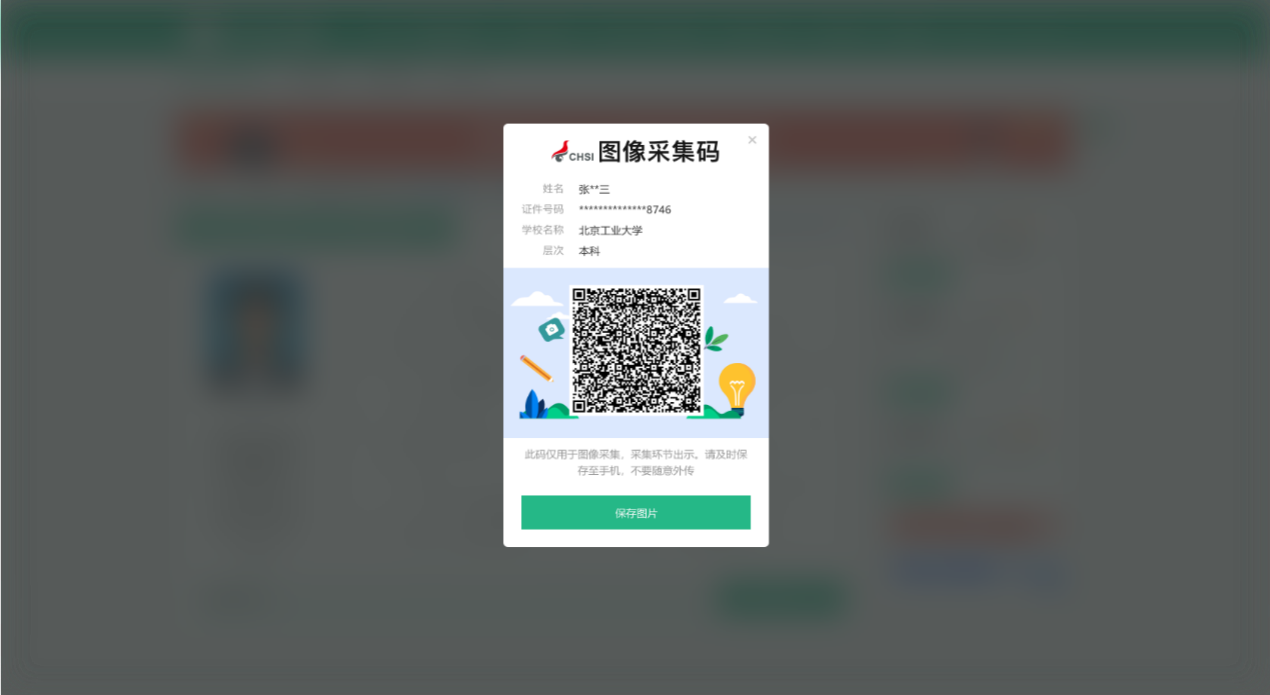 CHSI 图像采集码
姓名 张**三
证件号码 **************8746
学校名称 北京工业大学
层次 本科
此码仅用于图像采集，采集环节出示。请及时保
存至手机，不要随意外传
保存图片